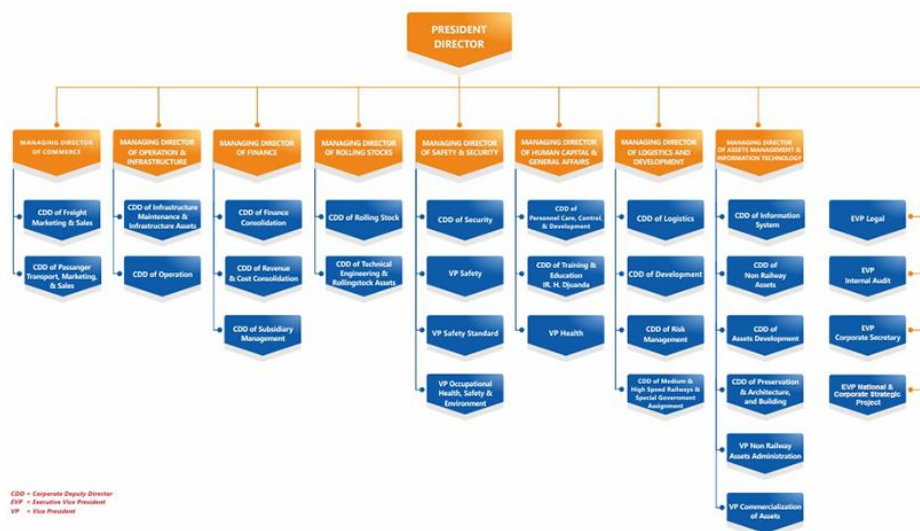 PRESIDENT
DIRECTOR
MANAGING DIRECTOR
OF COMMERCE
MANAGING DIRECTOR
OF OPERATION &
INFRASTRUCTURE
MANAGING DIRECTOR
OF FINANCE
MANAGING DIRECTOR
OF ROLLING STOCKS
MANAGING DIRECTOR
OF SAFETY & SECURITY
MANAGING DIRECTOR
OF HUMAN CAPITAL &
GENERAL AFFAIRS
MANAGING DIRECTOR
OF LOGISTICS AND
DEVELOPMENT
MANAGING DIRECTOR
OF ASSETS MANAGEMENT &
INFORMATION TECHNOLOGY
CDD of Freight
Marketing & Sales
CDD of Passanger
Transport, Marketing,
& Sales
CDD of Infrastructure
Maintenance &
Infrastructure Assets
CDD of Operation
CDD of Finance
Consolidation
CDD of Revenue
& Cost Consolidation
CDD of Subsidiary
Management
CDD of Rolling Stock
CDD of Technical
Engineering &
Rollingstock Assets
CDD of Security
VP Safety
VP Safety Standard
VP Occupational
Health, Safety &
Environment
CDD of
Personnel Care, Control,
& Development
CDD of Training &
Education
IR. H. Djuanda
VP Health
CDD of Logistics
CDD of Development
CDD of Risk
Management
CDD of Medium &
High Speed Railways &
Special Government
Assignment
CDD of Information
System
CDD of
Non Railway
Assets
CDD of
Assets Development
CDD of Preservation
& Architecture,
and Building
VP Non Railway
Assets Administration
VP Commercialization
of Assets
EVP Legal
EVP
Internal Audit
EVP
Corporate Secretary
EVP National &
Corporate Strategic
Project
CDD = Corporate Deputy Director
EVP = Executive Vice President
VP = Vice President